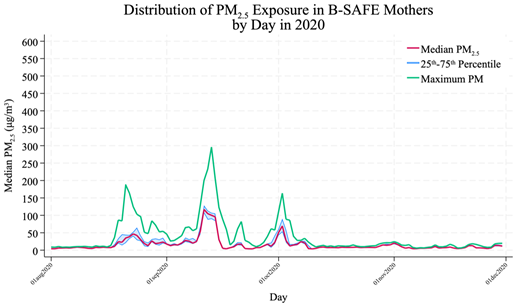 Distribution of PM2.5 Exposure in B-SAFE Mothers
by Day in 2020
Median PM2.5
25th-75th Percentile
Maximum PM
Median PM2.5 (μg/m³)
600
550
500
450
400
350
300
250
200
150
100
50
0
01aug2020
01sep2020
01oct2020
01nov2020
01dec2020
Day